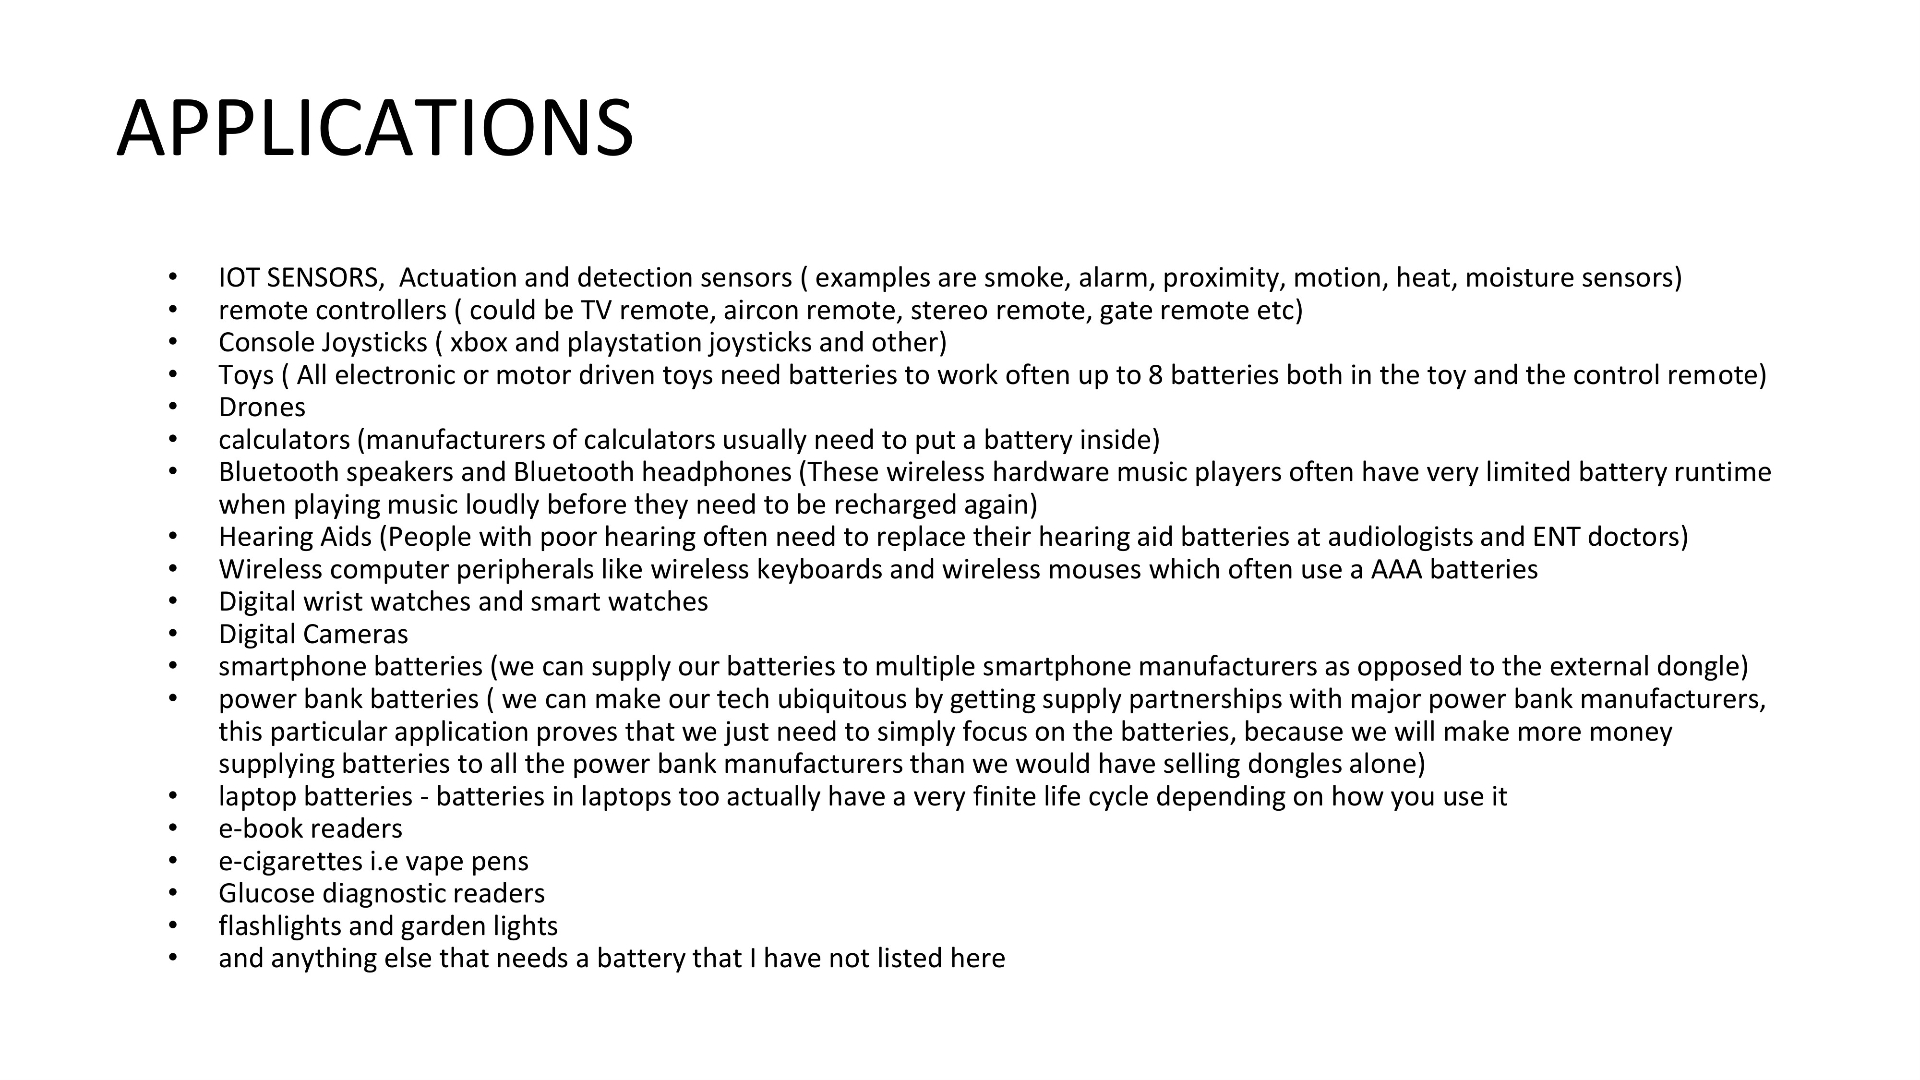 APPLICATIONS
• IOT SENSORS,  Actuation and detection sensors ( examples are smoke, alarm, proximity, motion, heat, moisture sensors)
• remote controllers ( could be TV remote, aircon remote, stereo remote, gate remote etc)
• Console Joysticks ( xbox and playstation joysticks and other)
• Toys ( All electronic or motor driven toys need batteries to work often up to 8 batteries both in the toy and the control remote)
• Drones
• calculators (manufacturers of calculators usually need to put a battery inside)
• Bluetooth speakers and Bluetooth headphones (These wireless hardware music players often have very limited battery runtime
when playing music loudly before they need to be recharged again)
• Hearing Aids (People with poor hearing often need to replace their hearing aid batteries at audiologists and ENT doctors)
• Wireless computer peripherals like wireless keyboards and wireless mouses which often use a AAA batteries
• Digital wrist watches and smart watches
• Digital Cameras
• smartphone batteries (we can supply our batteries to multiple smartphone manufacturers as opposed to the external dongle)
• power bank batteries ( we can make our tech ubiquitous by getting supply partnerships with major power bank manufacturers,
this particular application proves that we just need to simply focus on the batteries, because we will make more money
supplying batteries to all the power bank manufacturers than we would have selling dongles alone)
• laptop batteries - batteries in laptops too actually have a very finite life cycle depending on how you use it
• e-book readers
• e-cigarettes i.e vape pens
• Glucose diagnostic readers
• flashlights and garden lights
• and anything else that needs a battery that I have not listed here